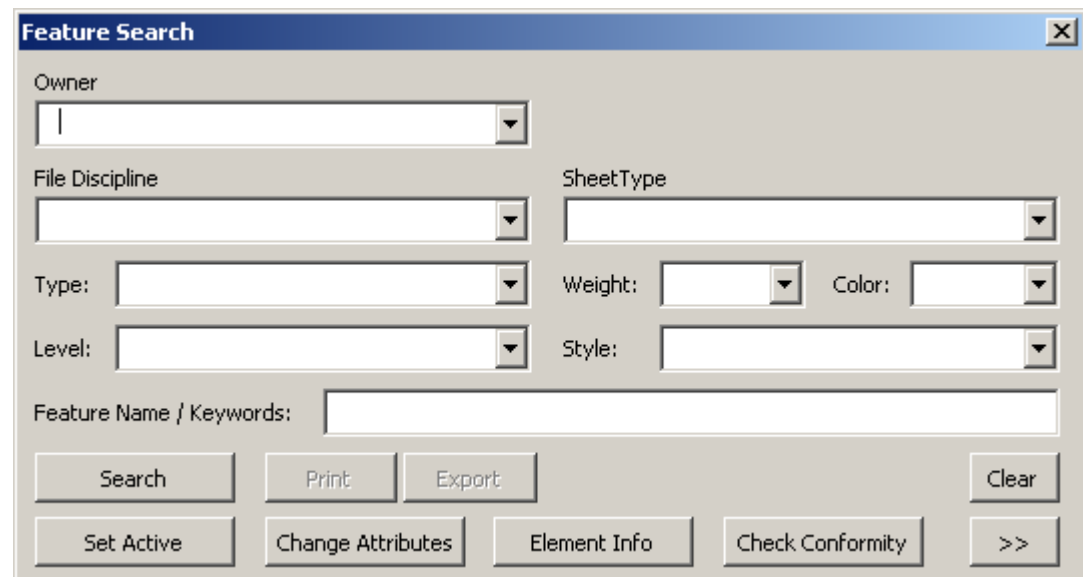 Feature Search
Owner
File Discipline SheetType
Type: Weight: Color:
Level: Style:
Feature Name / Keywords:
Search Print Export Clear
Set Active Change Attributes Element Info Check Conformity >>